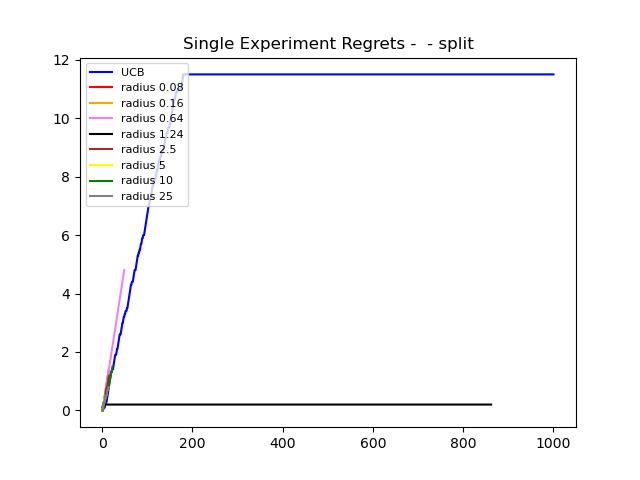 Single Experiment Regrets -  - split
12
10
8
6
4
2
0
UCB
radius 0.08
radius 0.16
radius 0.64
radius 1.24
radius 2.5
radius 5
radius 10
radius 25
0 200 400 600 800 1000